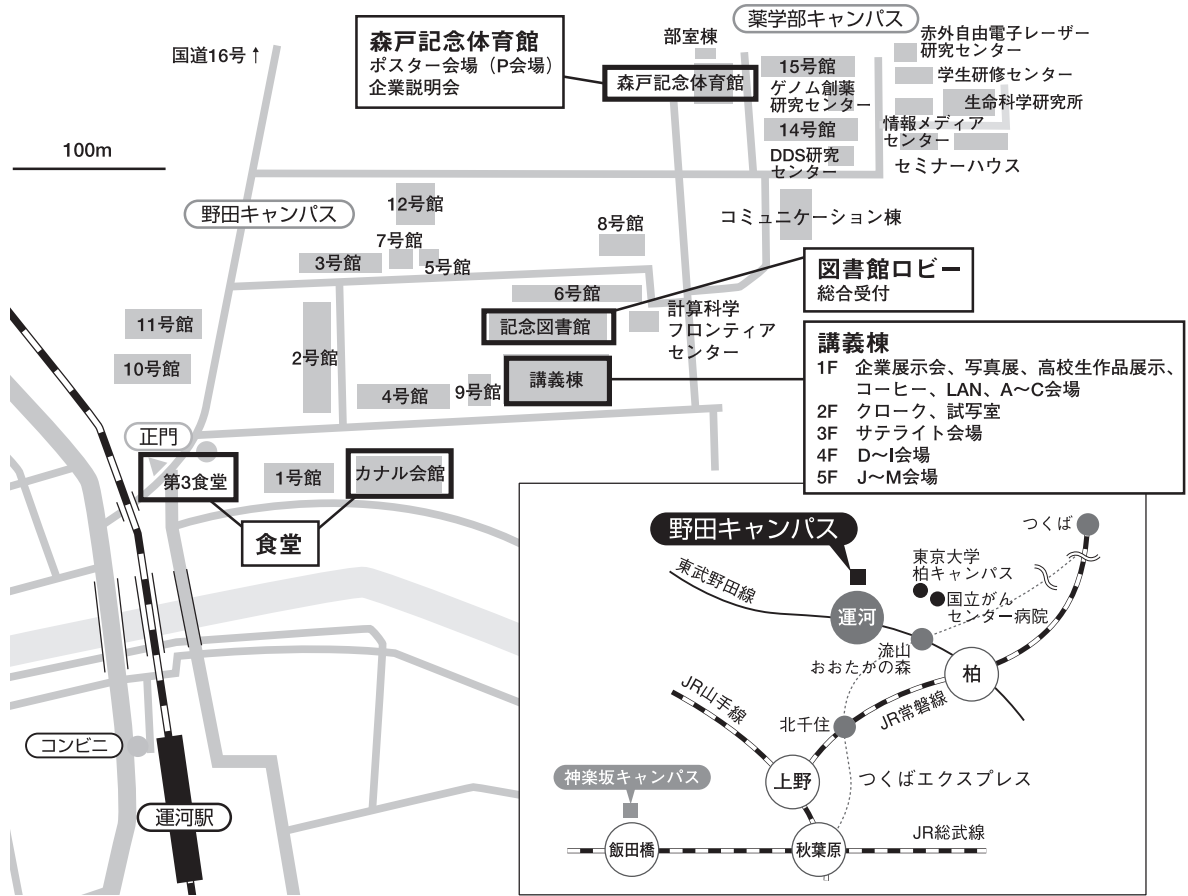 薬学部キャンパス
森戸記念体育館
ポスター会場（P会場）
企業説明会
国道16号↑
部室棟
森戸記念体育館
15号館
ゲノム創薬
研究センター
14号館
DDS研究
センター
赤外自由電子レーザー
研究センター
学生研修センター
生命科学研究所
情報メディア
センター
セミナーハウス
100m
野田キャンパス
12号館
7号館
3号館
5号館
8号館
コミュニケーション棟
図書館ロビー
総合受付
6号館
記念図書館
計算科学
フロンティア
センター
11号館
10号館
2号館
4号館
9号館
講義棟
講義棟
1F 企業展示会、写真展、高校生作品展示、
コーヒー、LAN、A〜C会場
2F クローク、試写室
3F サテライト会場
4F D〜I会場
5F J〜M会場
正門
第3食堂
1号館
カナル会館
食堂
コンビニ
運河駅
野田キャンパス
つくば
東武野田線
東京大学
柏キャンパス
国立がん
センター病院
運河
流山
おおたかの森
柏
JR山手線
JR常磐線
北千住
上野
つくばエクスプレス
神楽坂キャンパス
飯田橋
秋葉原
JR総武線